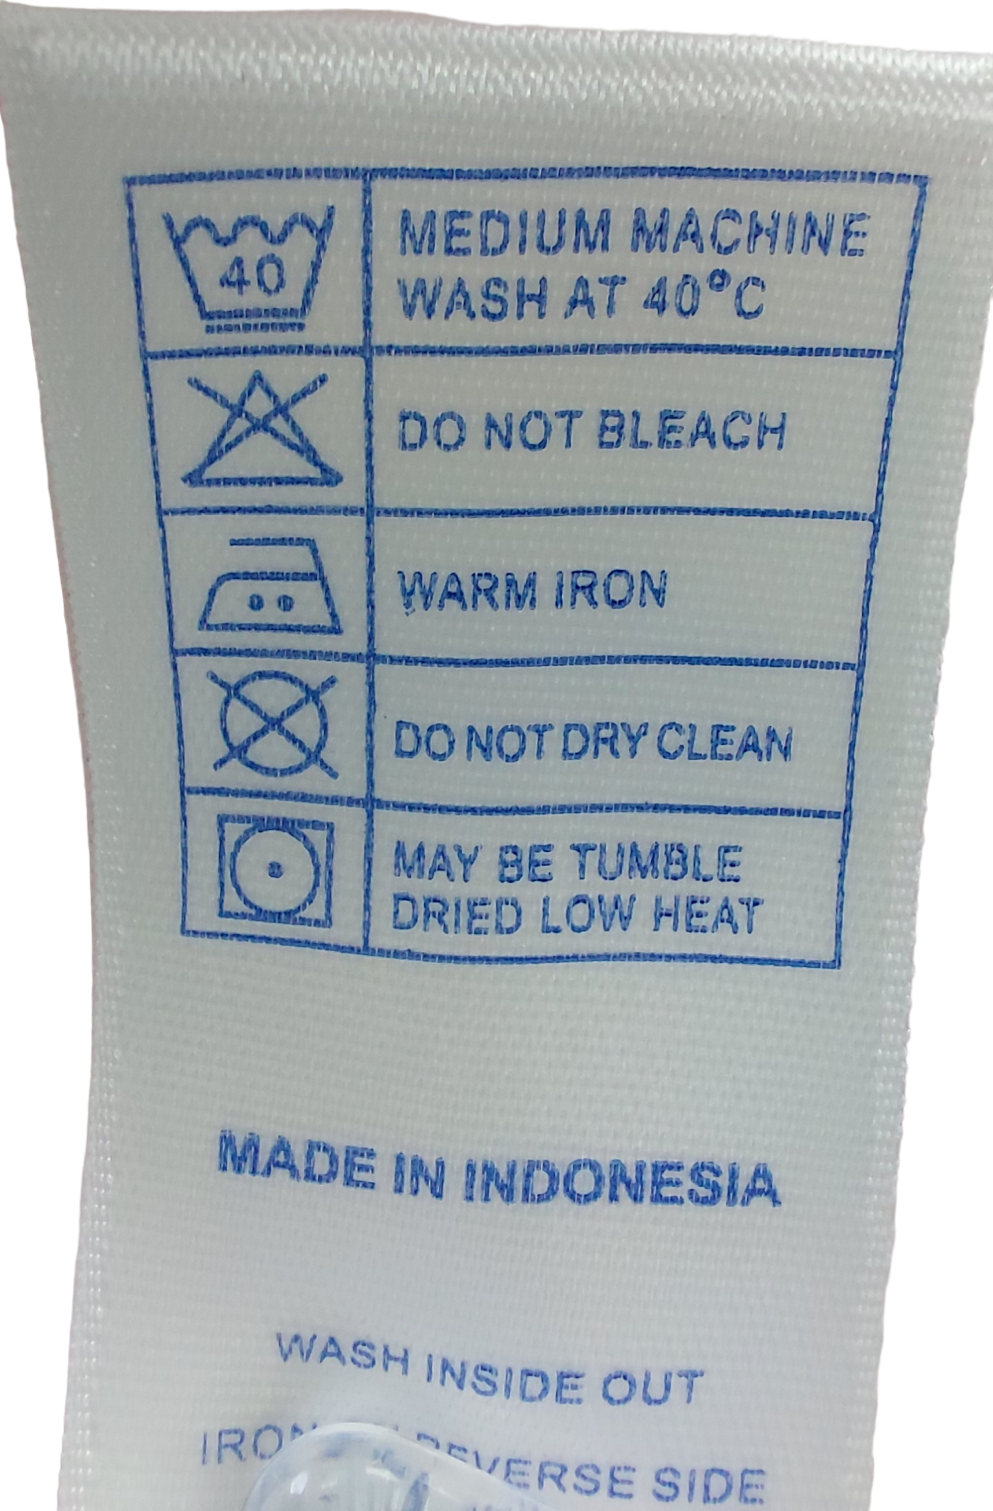 40
MEDIUM MACHINE
WASH AT 40°C
DO NOT BLEACH
WARM IRON
DO NOT DRY CLEAN
MAY BE TUMBLE
DRIED LOW HEAT
MADE IN INDONESIA
WASH INSIDE OUT
IRON REVERSE SIDE